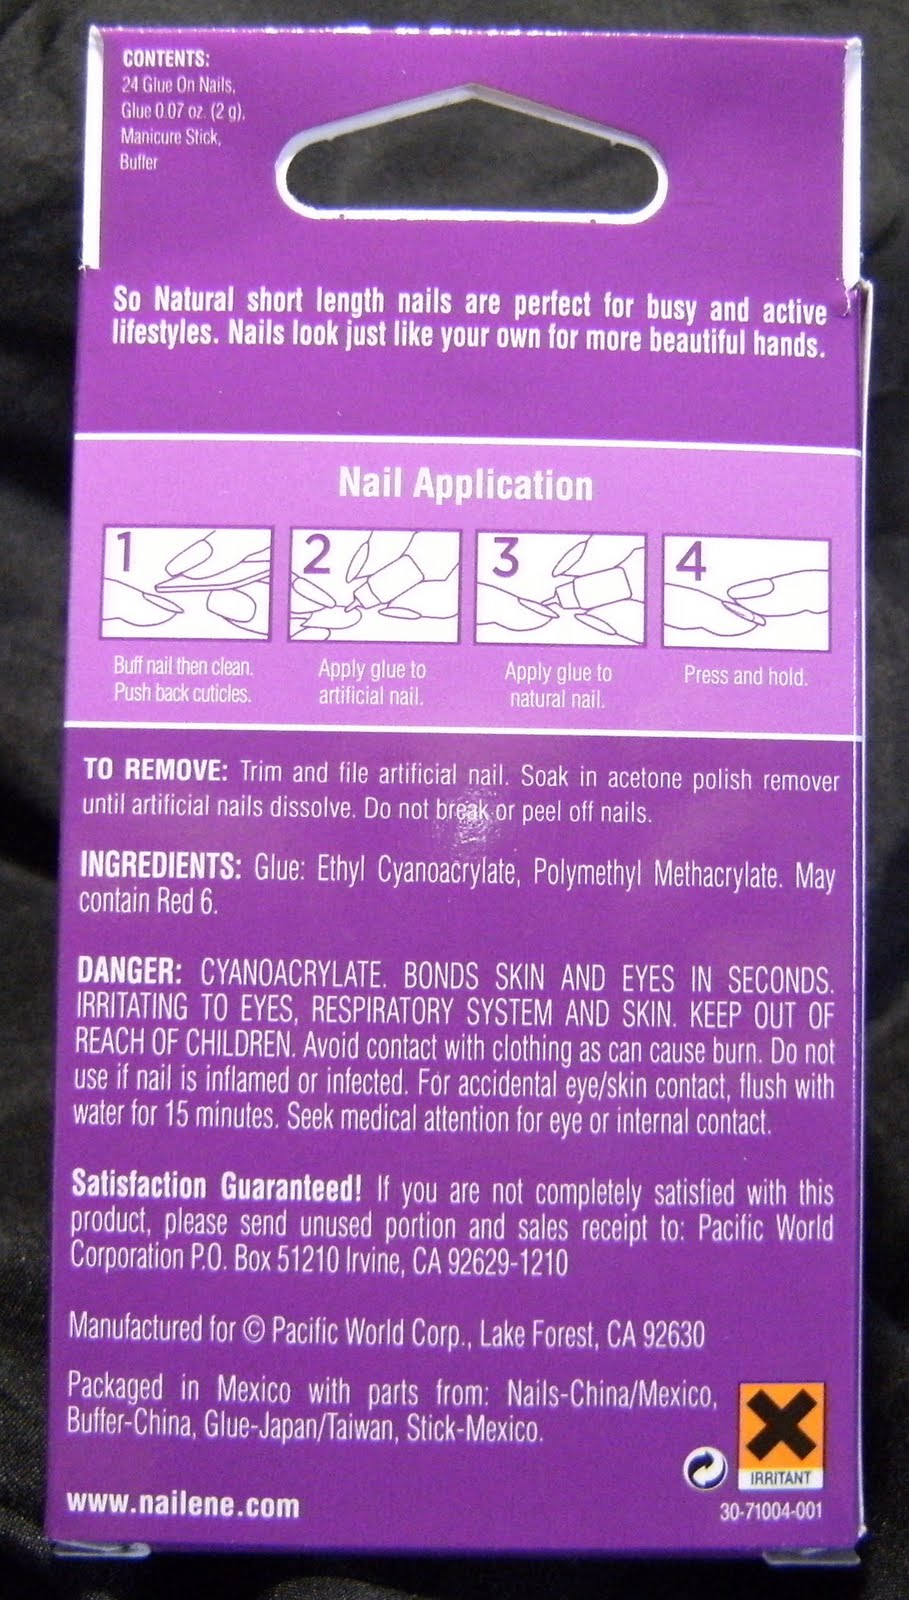 CONTENTS:
24 Glue On Nails,
Glue 0.07 oz. (2 g),
Manicure Stick,
Buffer
So Natural short length nails are perfect for busy and active
lifestyles. Nails look just like your own for more beautiful hands.
Nail Application
1
2
3
4
Buff nail then clean.
Push back cuticles.
Apply glue to
artificial nail.
Apply glue to
natural nail.
Press and hold.
TO REMOVE: Trim and file artificial nail. Soak in acetone polish remover
until artificial nails dissolve. Do not break or peel off nails.
INGREDIENTS: Glue: Ethyl Cyanoacrylate, Polymethyl Methacrylate. May
contain Red 6.
DANGER: CYANOACRYLATE. BONDS SKIN AND EYES IN SECONDS.
IRRITATING TO EYES, RESPIRATORY SYSTEM AND SKIN. KEEP OUT OF
REACH OF CHILDREN. Avoid contact with clothing as can cause burn. Do not
use if nail is inflamed or infected. For accidental eye/skin contact, flush with
water for 15 minutes. Seek medical attention for eye or internal contact.
Satisfaction Guaranteed! If you are not completely satisfied with this
product, please send unused portion and sales receipt to: Pacific World
Corporation P.O. Box 51210 Irvine, CA 92629-1210
Manufactured for © Pacific World Corp., Lake Forest, CA 92630
Packaged in Mexico with parts from: Nails-China/Mexico,
Buffer-China, Glue-Japan/Taiwan, Stick-Mexico.
IRRITANT
www.nailene.com
30-71004-001